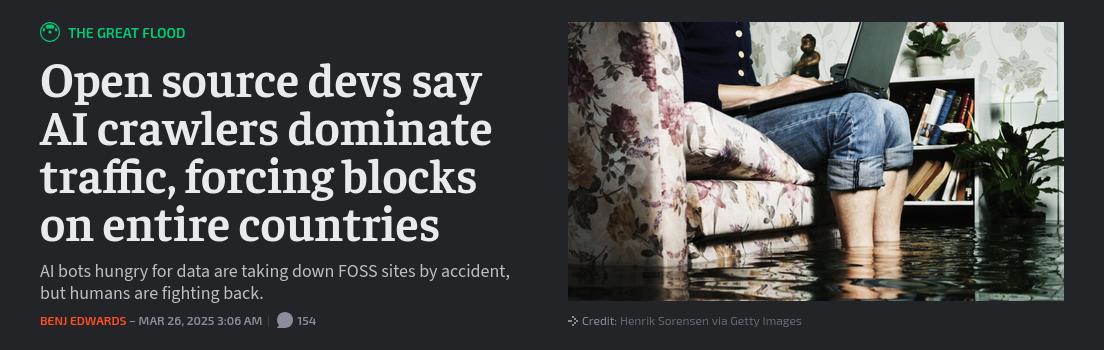 THE GREAT FLOOD
Open source devs say
AI crawlers dominate
traffic, forcing blocks
on entire countries
AI bots hungry for data are taking down FOSS sites by accident,
but humans are fighting back.
BENJ EDWARDS – MAR 26, 2025 3:06 AM | 154
Credit: Henrik Sorensen via Getty Images